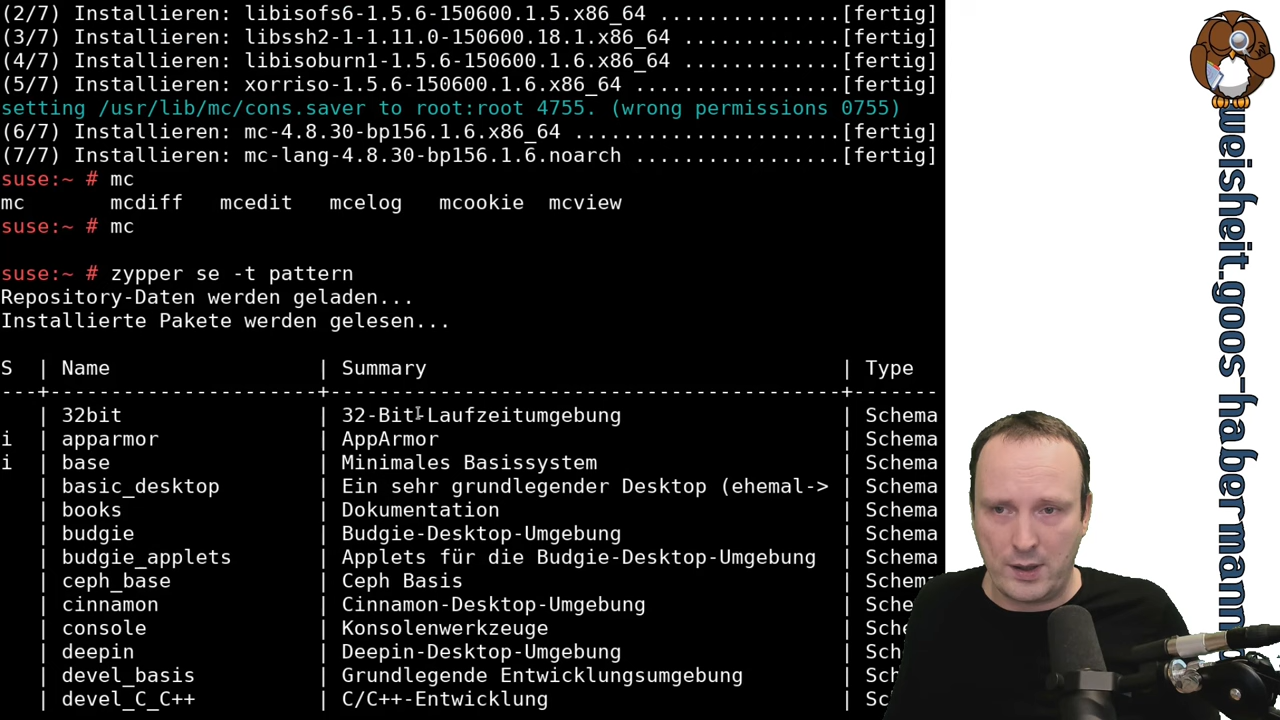 (2/7) Installieren: libisofs6-1.5.6-150600.1.5.x86_64 ...............[fertig]
(3/7) Installieren: libssh2-1-1.11.0-150600.18.1.x86_64 .............[fertig]
(4/7) Installieren: libisoburn1-1.5.6-150600.1.6.x86_64 .............[fertig]
(5/7) Installieren: xorriso-1.5.6-150600.1.6.x86_64 .................[fertig]
setting /usr/lib/mc/cons.saver to root:root 4755. (wrong permissions 0755)
(6/7) Installieren: mc-4.8.30-bp156.1.6.x86_64 ......................[fertig]
(7/7) Installieren: mc-lang-4.8.30-bp156.1.6.noarch .................[fertig]
suse:~ # mc
mc       mcdiff   mcedit   mcelog   mcookie  mcview
suse:~ # mc
suse:~ # zypper se -t pattern
Repository-Daten werden geladen...
Installierte Pakete werden gelesen...
S  | Name                 | Summary                                  | Type
---+----------------------+------------------------------------------+-------
   | 32bit                | 32-Bit-Laufzeitumgebung                  | Schema
i  | apparmor             | AppArmor                                 | Schema
i  | base                 | Minimales Basissystem                    | Schema
   | basic_desktop        | Ein sehr grundlegender Desktop (ehemal-> | Schema
   | books                | Dokumentation                            | Schema
   | budgie               | Budgie-Desktop-Umgebung                  | Schema
   | budgie_applets       | Applets für die Budgie-Desktop-Umgebung  | Schema
   | ceph_base            | Ceph Basis                               | Schema
   | cinnamon             | Cinnamon-Desktop-Umgebung                | Schema
   | console              | Konsolenwerkzeuge                        | Sche
   | deepin               | Deepin-Desktop-Umgebung                  | Sch
   | devel_basis          | Grundlegende Entwicklungsumgebung        | Sch
   | devel_C_C++          | C/C++-Entwicklung                        | Sc
weisheit.goos-habermann.d